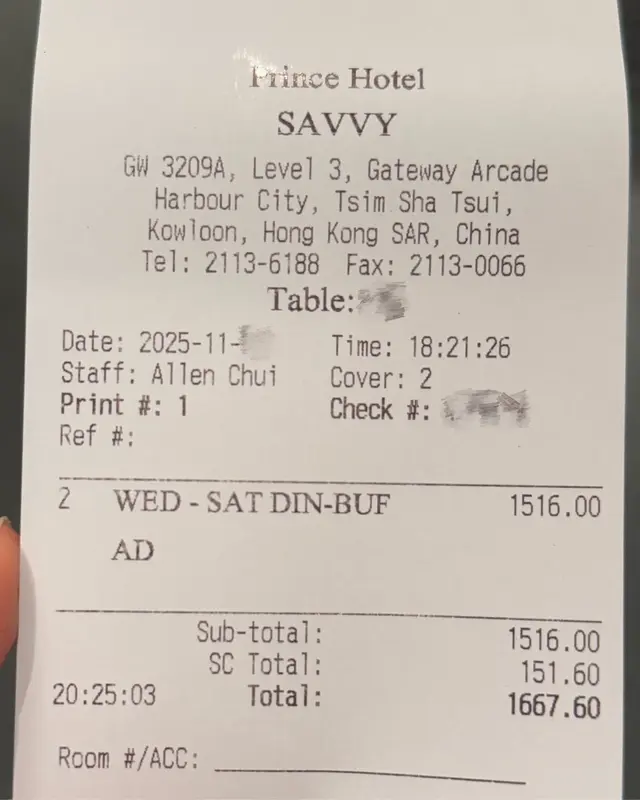 Prince Hotel
SAVVY
GW 3209A, Level 3, Gateway Arcade
Harbour City, Tsim Sha Tsui,
Kowloon, Hong Kong SAR, China
Tel: 2113-6188 Fax: 2113-0066
Table:
Date: 2025-11- Time: 18:21:26
Staff: Allen Chui Cover: 2
Print #: 1 Check #:
Ref #:
2 WED - SAT DIN-BUF 1516.00
AD
Sub-total: 1516.00
SC Total: 151.60
20:25:03 Total: 1667.60
Room #/ACC: